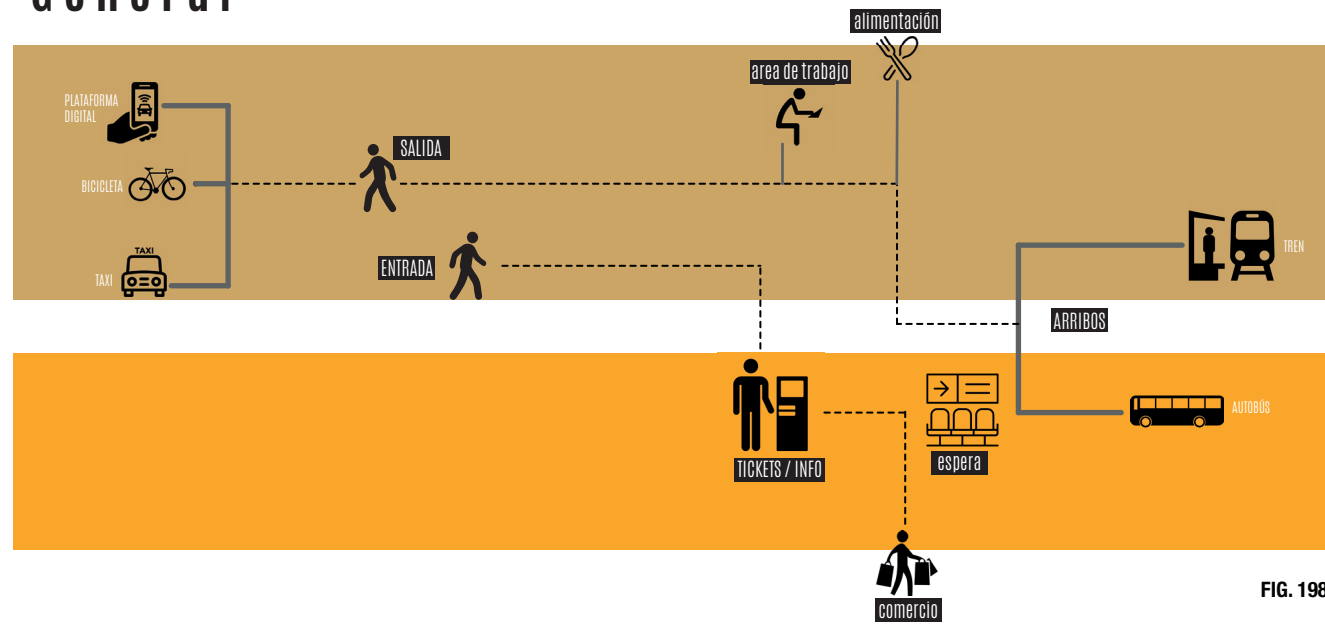 alimentación
area de trabajo
PLATAFORMA
DIGITAL
SALIDA
BICICLETA
TAXI
TAXI
ENTRADA
TREN
ARRIBOS
AUTOBÚS
TICKETS / INFO
espera
comercio
FIG. 198